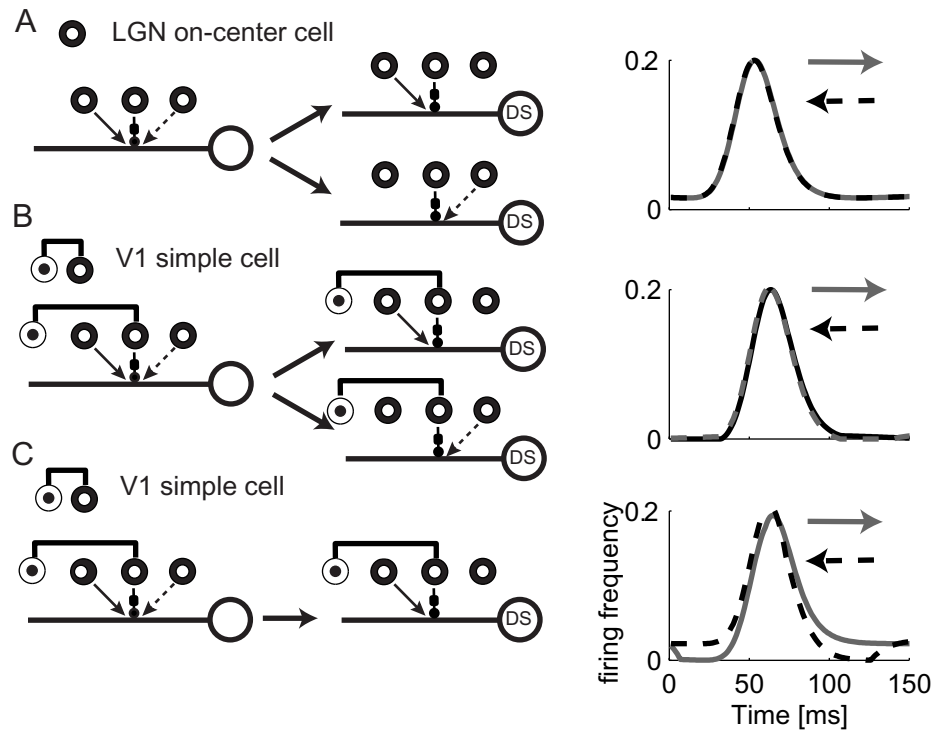 A
LGN on-center cell
DS
DS
0.2
0
B
V1 simple cell
DS
DS
0.2
0
C
V1 simple cell
DS
firing frequency
0.2
0
0 50 100 150
Time [ms]